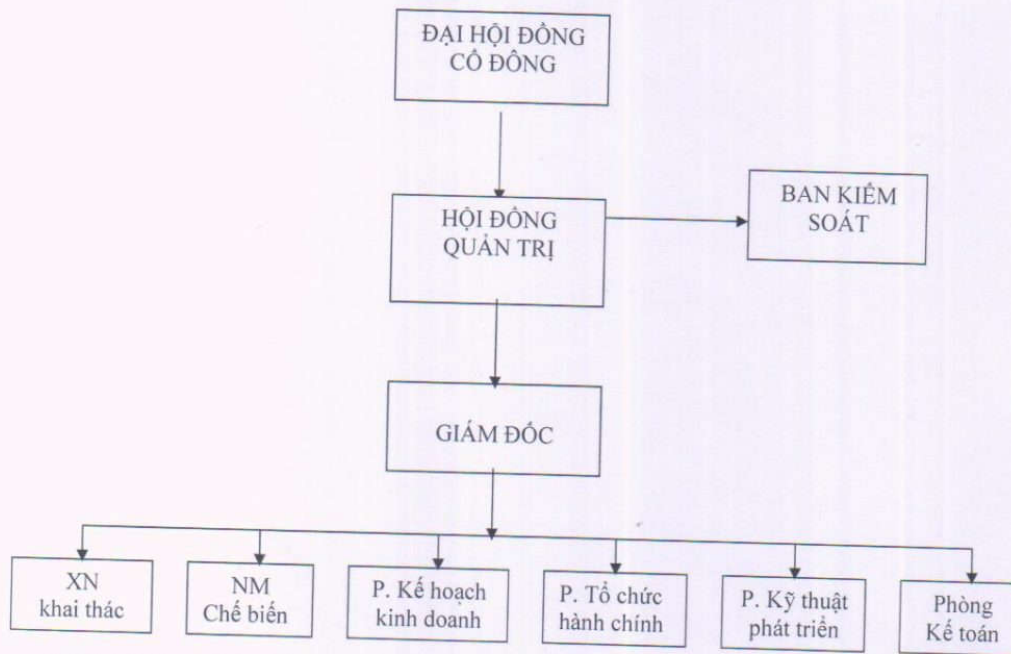 ĐẠI HỘI ĐỒNG
CỔ ĐÔNG
HỘI ĐỒNG
QUẢN TRỊ
BAN KIỂM
SOÁT
GIÁM ĐỐC
XN
khai thác
NM
Chế biến
P. Kế hoạch
kinh doanh
P. Tổ chức
hành chính
P. Kỹ thuật
phát triển
Phòng
Kế toán